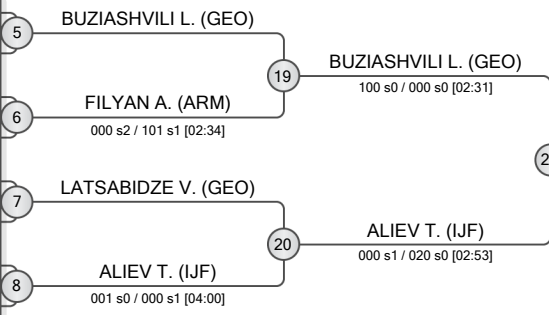 5
BUZIASHVILI L. (GEO)
19
BUZIASHVILI L. (GEO)
100 s0 / 000 s0 [02:31]
6
FILYAN A. (ARM)
000 s2 / 101 s1 [02:34]
7
LATSABIDZE V. (GEO)
20
ALIEV T. (IJF)
000 s1 / 020 s0 [02:53]
8
ALIEV T. (IJF)
001 s0 / 000 s1 [04:00]